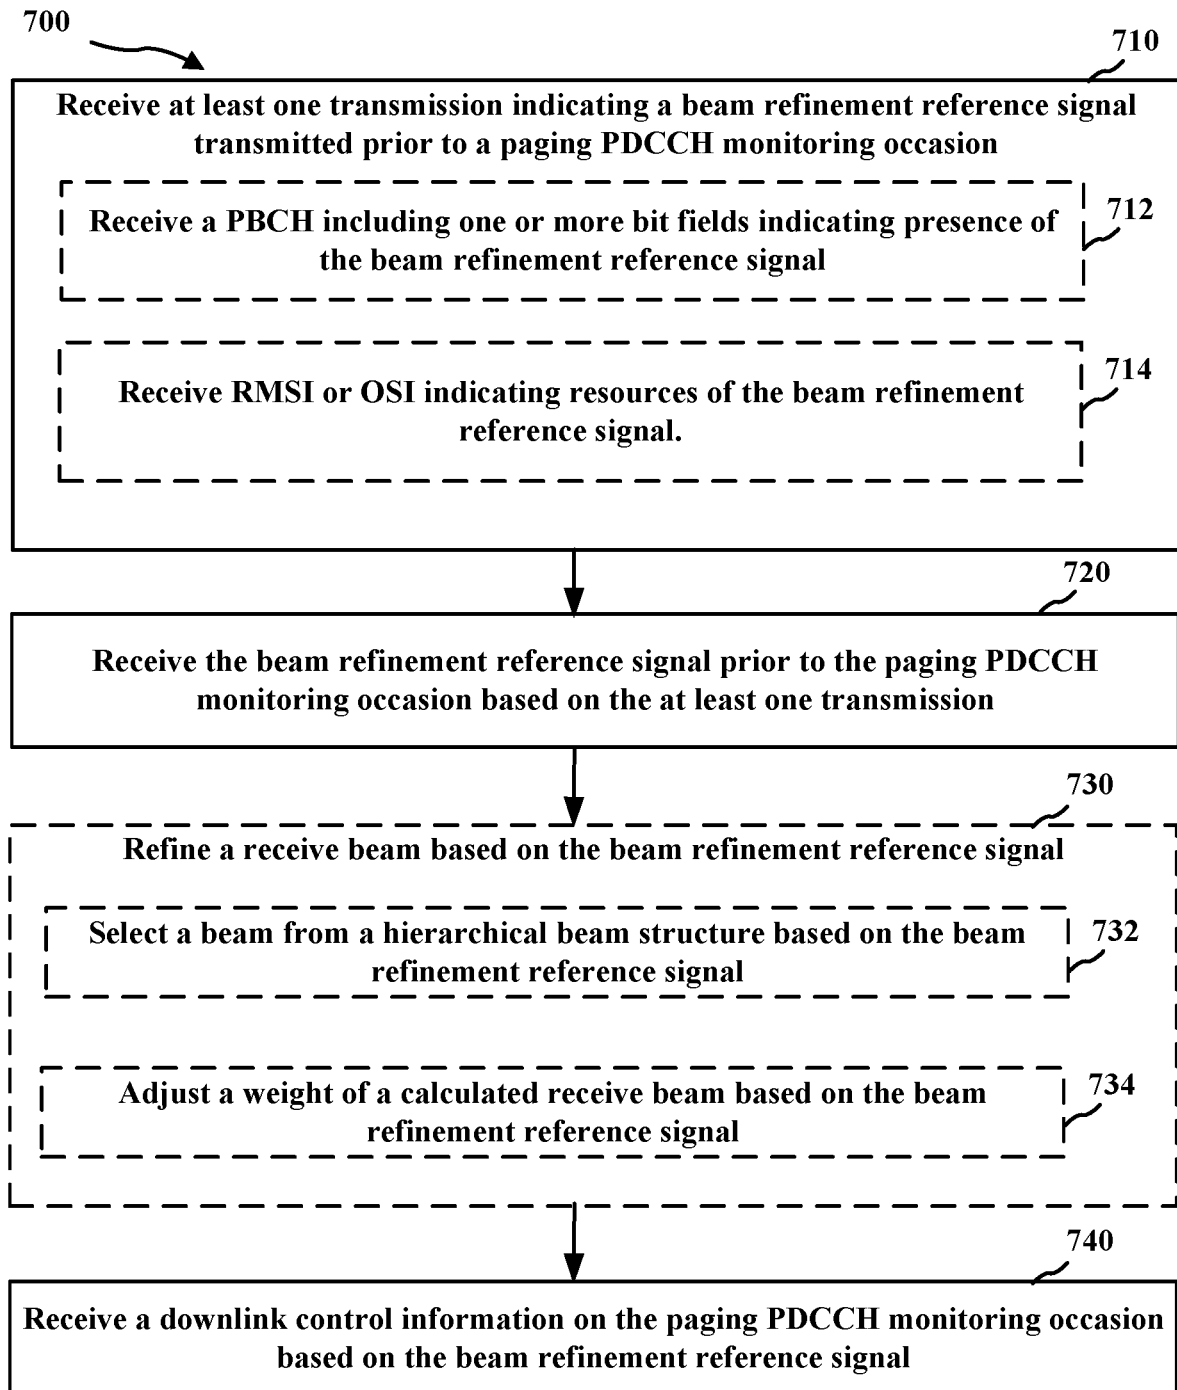 700
710
Receive at least one transmission indicating a beam refinement reference signal
transmitted prior to a paging PDCCH monitoring occasion
712
Receive a PBCH including one or more bit fields indicating presence of
the beam refinement reference signal
714
Receive RMSI or OSI indicating resources of the beam refinement
reference signal.
720
Receive the beam refinement reference signal prior to the paging PDCCH
monitoring occasion based on the at least one transmission
730
Refine a receive beam based on the beam refinement reference signal
732
Select a beam from a hierarchical beam structure based on the beam
refinement reference signal
734
Adjust a weight of a calculated receive beam based on the beam
refinement reference signal
740
Receive a downlink control information on the paging PDCCH monitoring occasion
based on the beam refinement reference signal